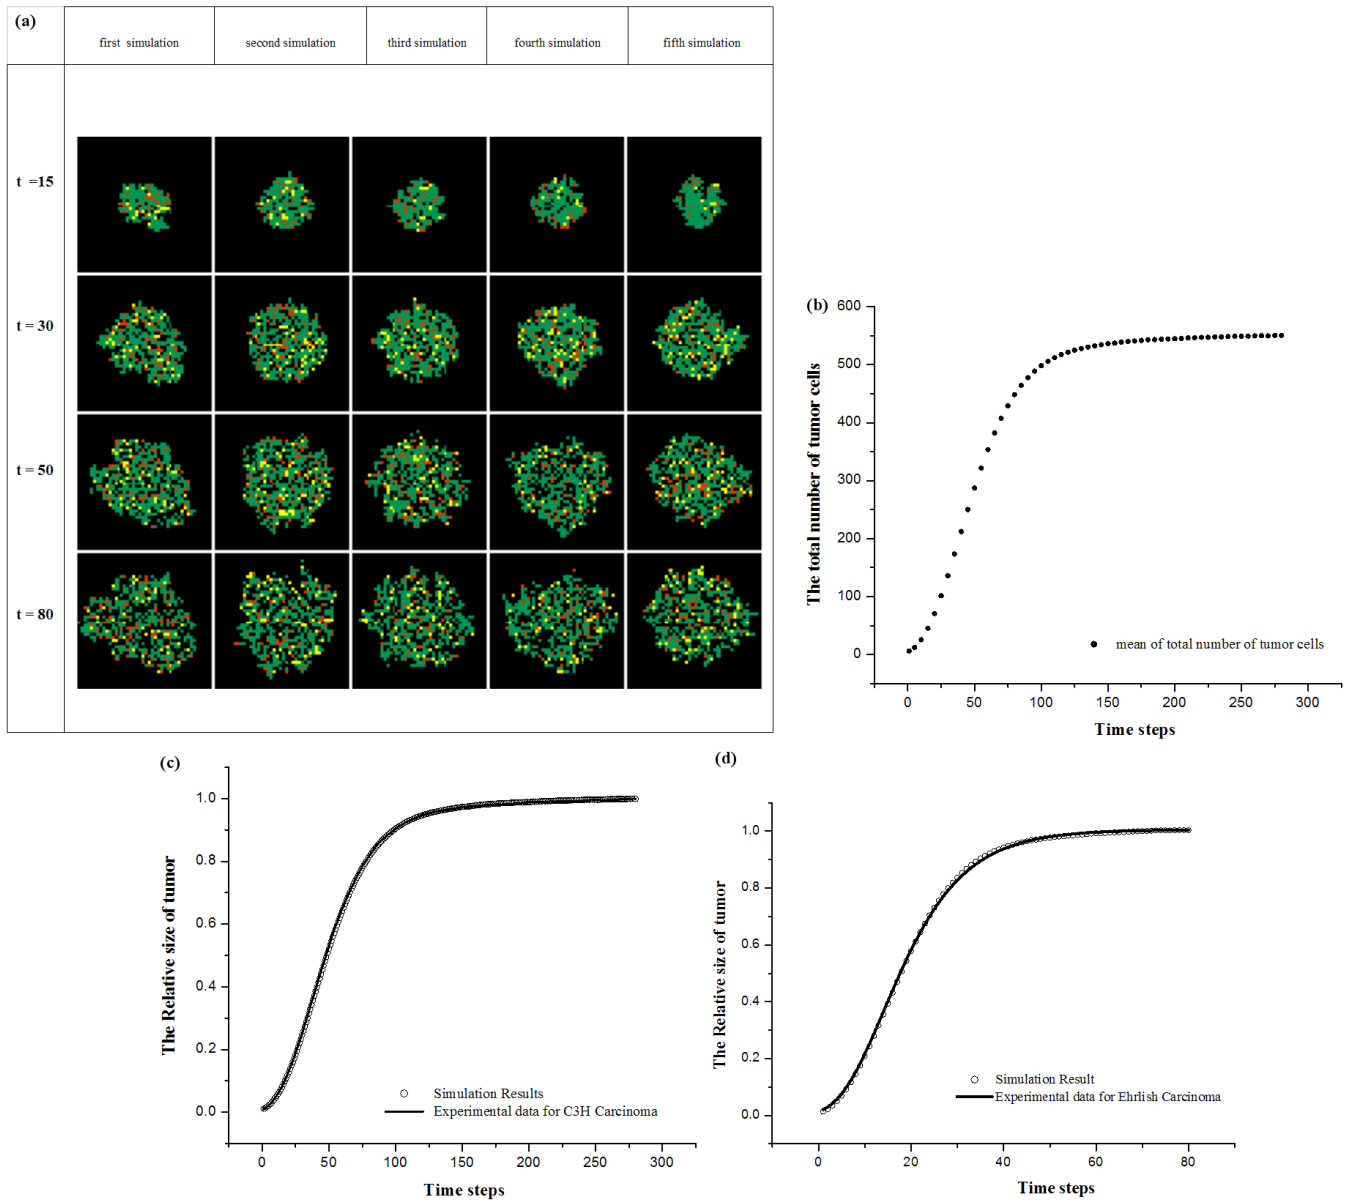 (a)
first simulation
second simulation
third simulation
fourth simulation
fifth simulation
t =15
t = 30
t = 50
t = 80
(b)
600
500
400
300
200
100
0
The total number of tumor cells
mean of total number of tumor cells
0 50 100 150 200 250 300
Time steps
(c)
1.0
0.8
0.6
0.4
0.2
0.0
The Relative size of tumor
Simulation Results
Experimental data for C3H Carcinoma
0 50 100 150 200 250 300
Time steps
(d)
1.0
0.8
0.6
0.4
0.2
0.0
The Relative size of tumor
Simulation Result
Experimental data for Ehrlish Carcinoma
0 20 40 60 80
Time steps